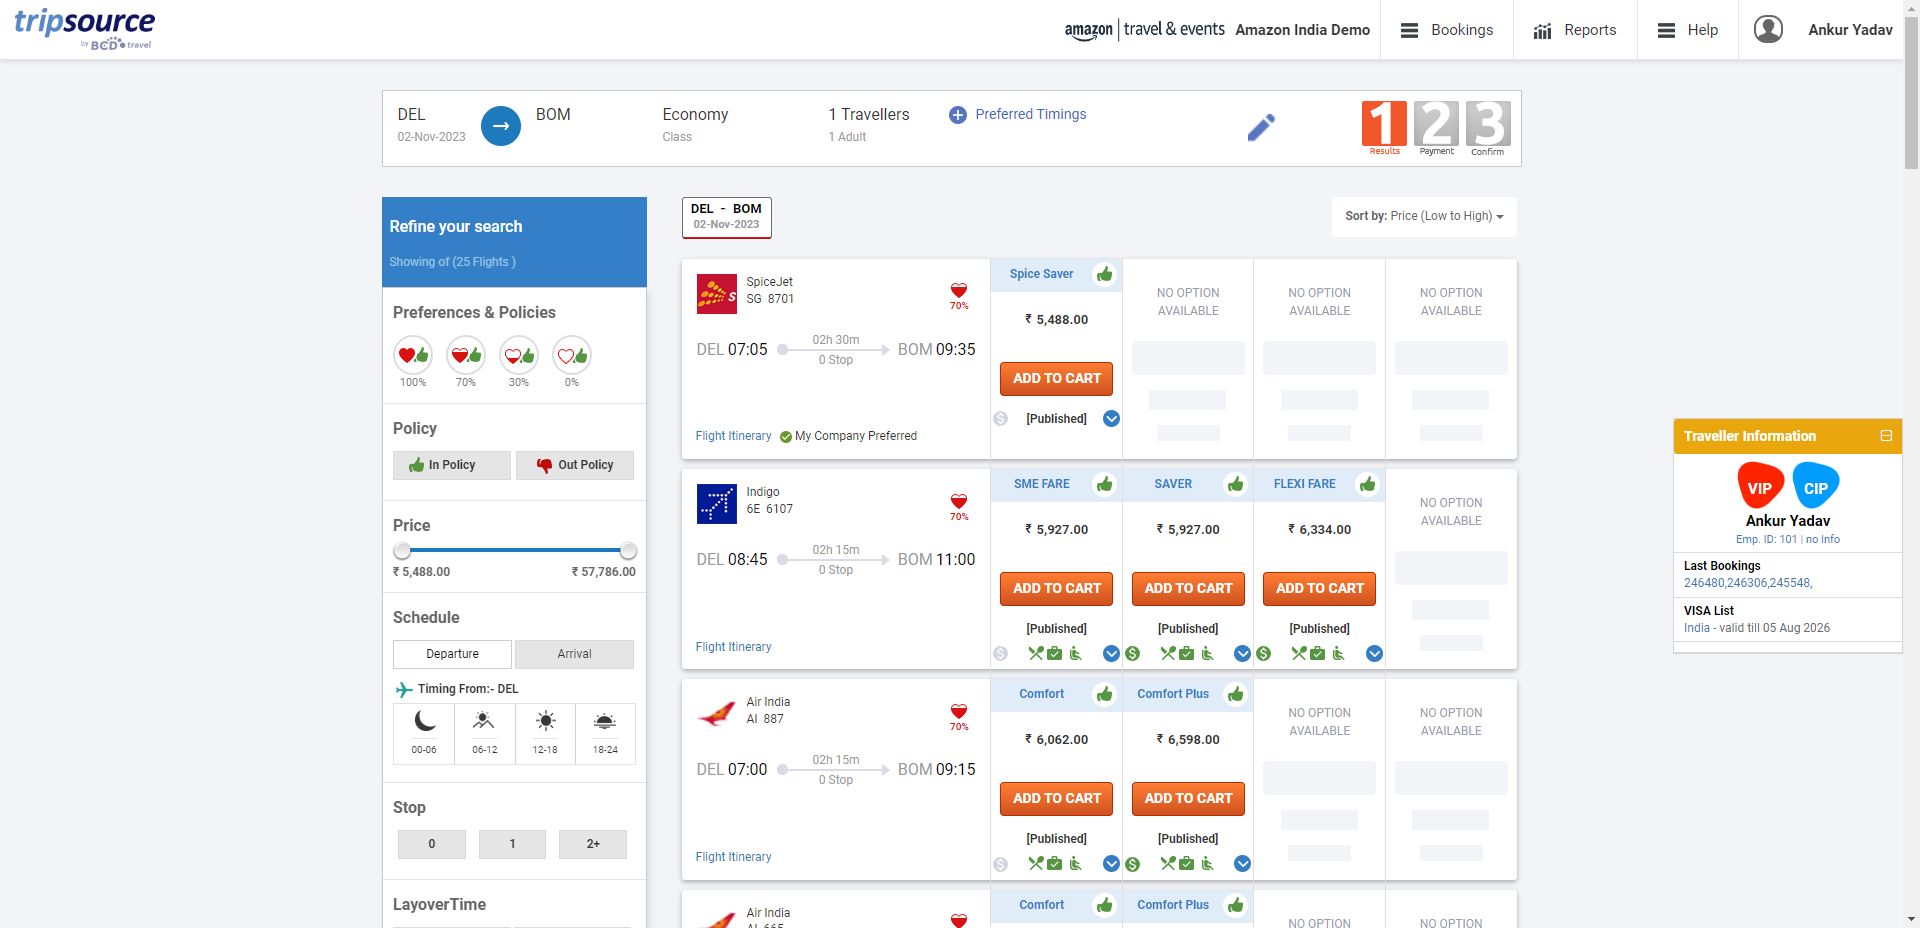 tripsource
by BCD travel
amazon travel & events Amazon India Demo
Bookings
Reports
Help
Ankur Yadav
DEL
02-Nov-2023
BOM
Economy
Class
1 Travellers
1 Adult
Preferred Timings
1 2 3
Results Payment Confirm
Refine your search
Showing of (25 Flights )
Preferences & Policies
100% 70% 30% 0%
Policy
In Policy Out Policy
Price
₹ 5,488.00 ₹ 57,786.00
Schedule
Departure Arrival
Timing From:- DEL
00-06 06-12 12-18 18-24
Stop
0 1 2+
LayoverTime
DEL - BOM
02-Nov-2023
Sort by: Price (Low to High)
SpiceJet
SG 8701
70%
DEL 07:05
02h 30m
0 Stop
BOM 09:35
Flight Itinerary My Company Preferred
Spice Saver
₹ 5,488.00
ADD TO CART
[Published]
NO OPTION
AVAILABLE
NO OPTION
AVAILABLE
NO OPTION
AVAILABLE
Indigo
6E 6107
70%
DEL 08:45
02h 15m
0 Stop
BOM 11:00
Flight Itinerary
SME FARE
₹ 5,927.00
ADD TO CART
[Published]
SAVER
₹ 5,927.00
ADD TO CART
[Published]
FLEXI FARE
₹ 6,334.00
ADD TO CART
[Published]
NO OPTION
AVAILABLE
Air India
AI 887
70%
DEL 07:00
02h 15m
0 Stop
BOM 09:15
Flight Itinerary
Comfort
₹ 6,062.00
ADD TO CART
[Published]
Comfort Plus
₹ 6,598.00
ADD TO CART
[Published]
NO OPTION
AVAILABLE
NO OPTION
AVAILABLE
Air India
AI 665
Comfort
Comfort Plus
NO OPTION
NO OPTION
Traveller Information
VIP CIP
Ankur Yadav
Emp. ID: 101 | no Info
Last Bookings
246480,246306,245548,
VISA List
India - valid till 05 Aug 2026